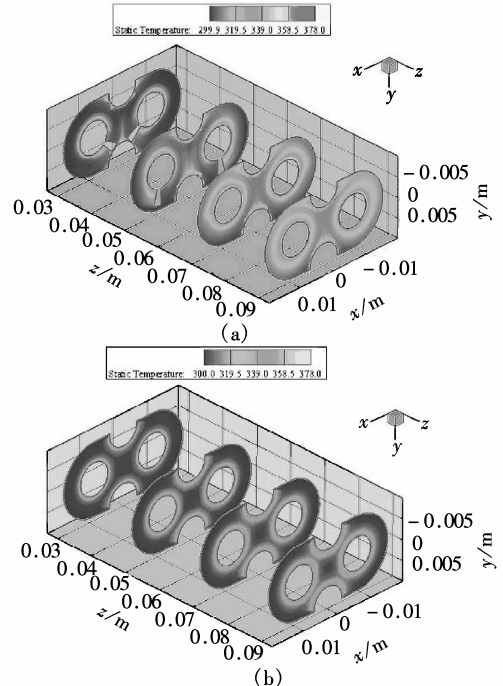 Static Temperature: 299.9 319.5 339.0 358.5 378.0
x z
y
-0.005
0
0.005
y/m
0.03
0.04
0.05
0.06
0.07
0.08
0.09
z/m
-0.01
0
0.01
x/m
(a)
Static Temperature: 300.0 319.5 339.0 358.5 378.0
x z
y
-0.005
0
0.005
y/m
0.03
0.04
0.05
0.06
0.07
0.08
0.09
z/m
-0.01
0
0.01
x/m
(b)